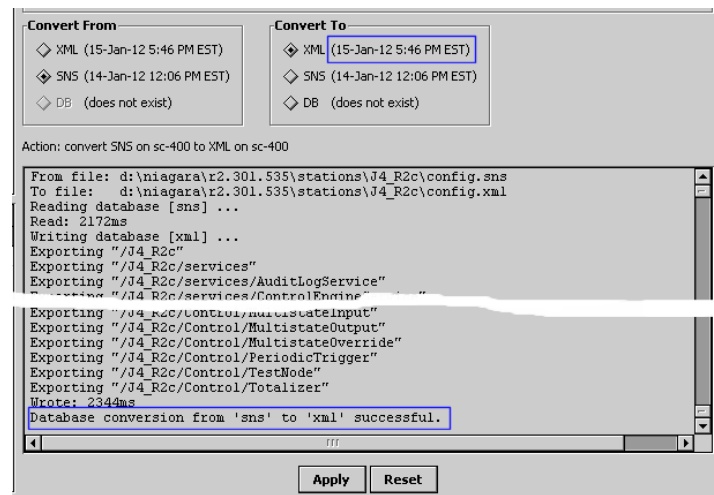 Convert From
XML (15-Jan-12 5:46 PM EST)
SNS (14-Jan-12 12:06 PM EST)
DB (does not exist)
Convert To
XML (15-Jan-12 5:46 PM EST)
SNS (14-Jan-12 12:06 PM EST)
DB (does not exist)
Action: convert SNS on sc-400 to XML on sc-400
From file: d:\niagara\r2.301.535\stations\J4_R2c\config.sns
To file: d:\niagara\r2.301.535\stations\J4_R2c\config.xml
Reading database [sns] ...
Read: 2172ms
Writing database [xml] ...
Exporting "/J4_R2c"
Exporting "/J4_R2c/services"
Exporting "/J4_R2c/services/AuditLogService"
Exporting "/J4_R2c/services/
Exporting "/J4_R2c/Control/MultistateInput"
Exporting "/J4_R2c/Control/MultistateOutput"
Exporting "/J4_R2c/Control/MultistateOverride"
Exporting "/J4_R2c/Control/PeriodicTrigger"
Exporting "/J4_R2c/Control/TestNode"
Exporting "/J4_R2c/Control/Totalizer"
Wrote: 2344ms
Database conversion from 'sns' to 'xml' successful.
Apply
Reset